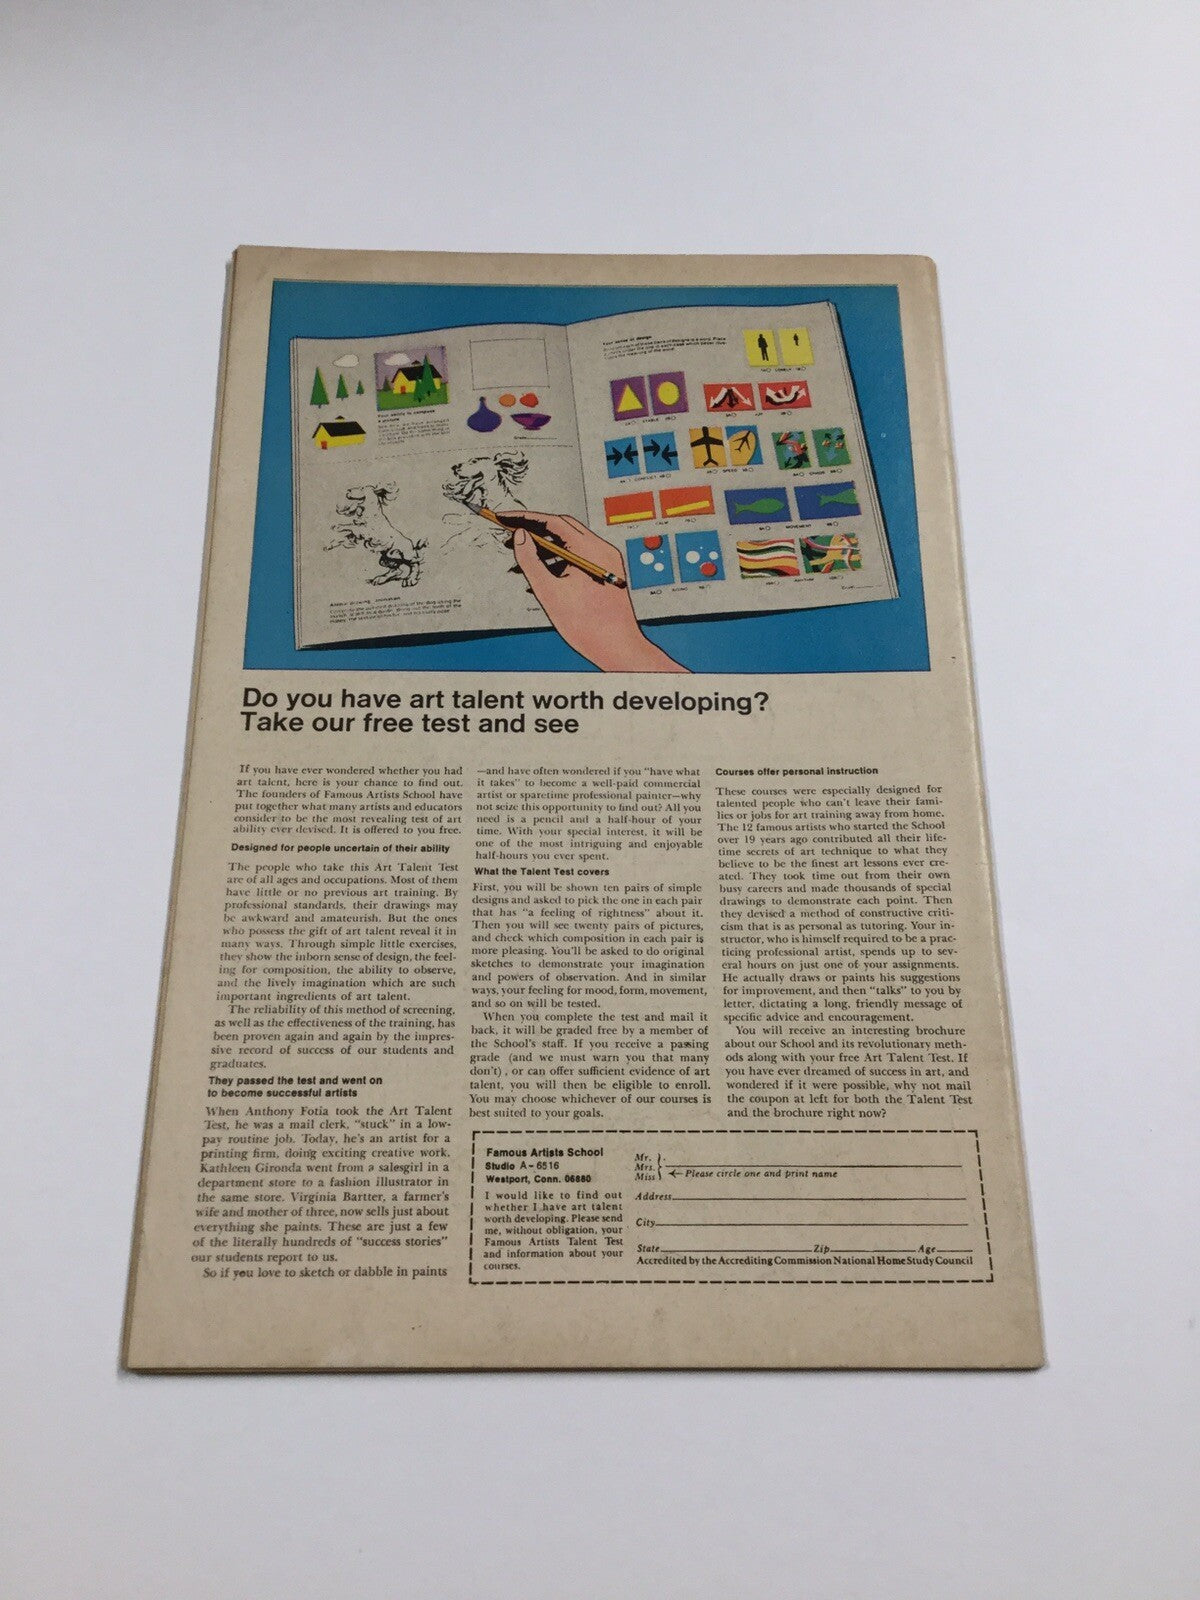 Your sense of design
Your ability to compose
a picture
STABLE
LONELY
UP
CONFLICT
SPEED
CALM
MOVEMENT
Grade
Do you have art talent worth developing?
Take our free test and see
If you have ever wondered whether you had
art talent, here is your chance to find out.
The founders of Famous Artists School have
put together what many artists and educators
consider to be the most revealing test of art
ability ever devised. It is offered to you free.
Designed for people uncertain of their ability
The people who take this Art Talent Test
are of all ages and occupations. Most of them
have little or no previous art training. By
professional standards, their drawings may
be awkward and amateurish. But the ones
who possess the gift of art talent reveal it in
many ways. Through simple little exercises,
they show the inborn sense of design, the feel-
ing for composition, the ability to observe,
and the lively imagination which are such
important ingredients of art talent.
The reliability of this method of screening,
as well as the effectiveness of the training, has
been proven again and again by the impres-
sive record of success of our students and
graduates.
They passed the test and went on
to become successful artists
When Anthony Fotia took the Art Talent
Test, he was a mail clerk, "stuck" in a low-
pay routine job. Today, he's an artist for a
printing firm, doing exciting creative work.
Kathleen Gironda went from a salesgirl in a
department store to a fashion illustrator in
the same store. Virginia Bartter, a farmer's
wife and mother of three, now sells just about
everything she paints. These are just a few
of the literally hundreds of "success stories"
our students report to us.
So if you love to sketch or dabble in paints
—and have often wondered if you "have what
it takes" to become a well-paid commercial
artist or sparetime professional painter—why
not seize this opportunity to find out? All you
need is a pencil and a half-hour of your
time. With your special interest, it will be
one of the most intriguing and enjoyable
half-hours you ever spent.
What the Talent Test covers
First, you will be shown ten pairs of simple
designs and asked to pick the one in each pair
that has "a feeling of rightness" about it.
Then you will see twenty pairs of pictures,
and check which composition in each pair is
more pleasing. You'll be asked to do original
sketches to demonstrate your imagination
and powers of observation. And in similar
ways, your feeling for mood, form, movement,
and so on will be tested.
When you complete the test and mail it
back, it will be graded free by a member of
the School's staff. If you receive a passing
grade (and we must warn you that many
don't), or can offer sufficient evidence of art
talent, you will then be eligible to enroll.
You may choose whichever of our courses is
best suited to your goals.
Courses offer personal instruction
These courses were especially designed for
talented people who can't leave their fami-
lies or jobs for art training away from home.
The 12 famous artists who started the School
over 19 years ago contributed all their life-
time secrets of art technique to what they
believe to be the finest art lessons ever cre-
ated. They took time out from their own
busy careers and made thousands of special
drawings to demonstrate each point. Then
they devised a method of constructive criti-
cism that is as personal as tutoring. Your in-
structor, who is himself required to be a prac-
ticing professional artist, spends up to sev-
eral hours on just one of your assignments.
He actually draws or paints his suggestions
for improvement, and then "talks" to you by
letter, dictating a long, friendly message of
specific advice and encouragement.
You will receive an interesting brochure
about our School and its revolutionary meth-
ods along with your free Art Talent Test. If
you have ever dreamed of success in art, and
wondered if it were possible, why not mail
the coupon at left for both the Talent Test
and the brochure right now?
Famous Artists School
Studio A-6516
Westport, Conn. 06880
I would like to find out
whether I have art talent
worth developing. Please send
me, without obligation, your
Famous Artists Talent Test
and information about your
courses.
Mr.
Mrs.
Miss Please circle one and print name
Address
City
State Zip Age
Accredited by the Accrediting Commission National Home Study Council